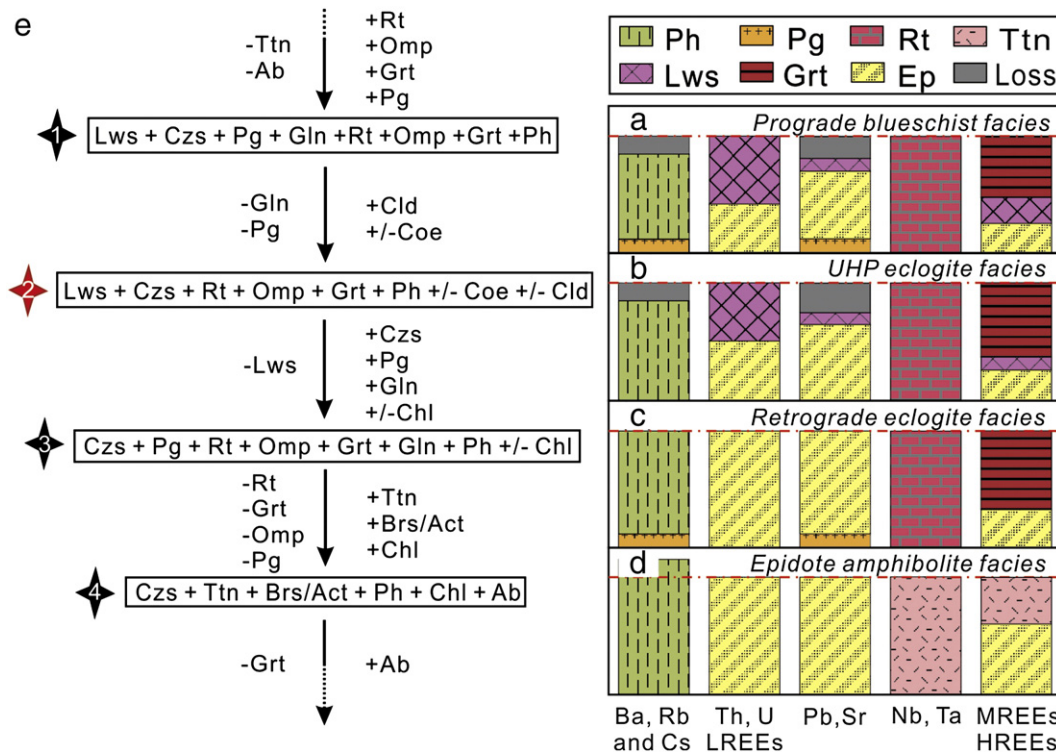 e
-Ttn
-Ab
+Rt
+Omp
+Grt
+Pg
1
Lws + Czs + Pg + Gln +Rt +Omp +Grt +Ph
-Gln
-Pg
+Cld
+/-Coe
2
Lws + Czs + Rt + Omp + Grt + Ph +/- Coe +/- Cld
-Lws
+Czs
+Pg
+Gln
+/-Chl
3
Czs + Pg + Rt + Omp + Grt + Gln + Ph +/- Chl
-Rt
-Grt
-Omp
-Pg
+Ttn
+Brs/Act
+Chl
4
Czs + Ttn + Brs/Act + Ph + Chl + Ab
-Grt
+Ab
Ph Pg Rt Ttn
Lws Grt Ep Loss
a Prograde blueschist facies
b UHP eclogite facies
c Retrograde eclogite facies
d Epidote amphibolite facies
Ba, Rb Th, U Pb,Sr Nb, Ta MREEs
and Cs LREEs HREEs